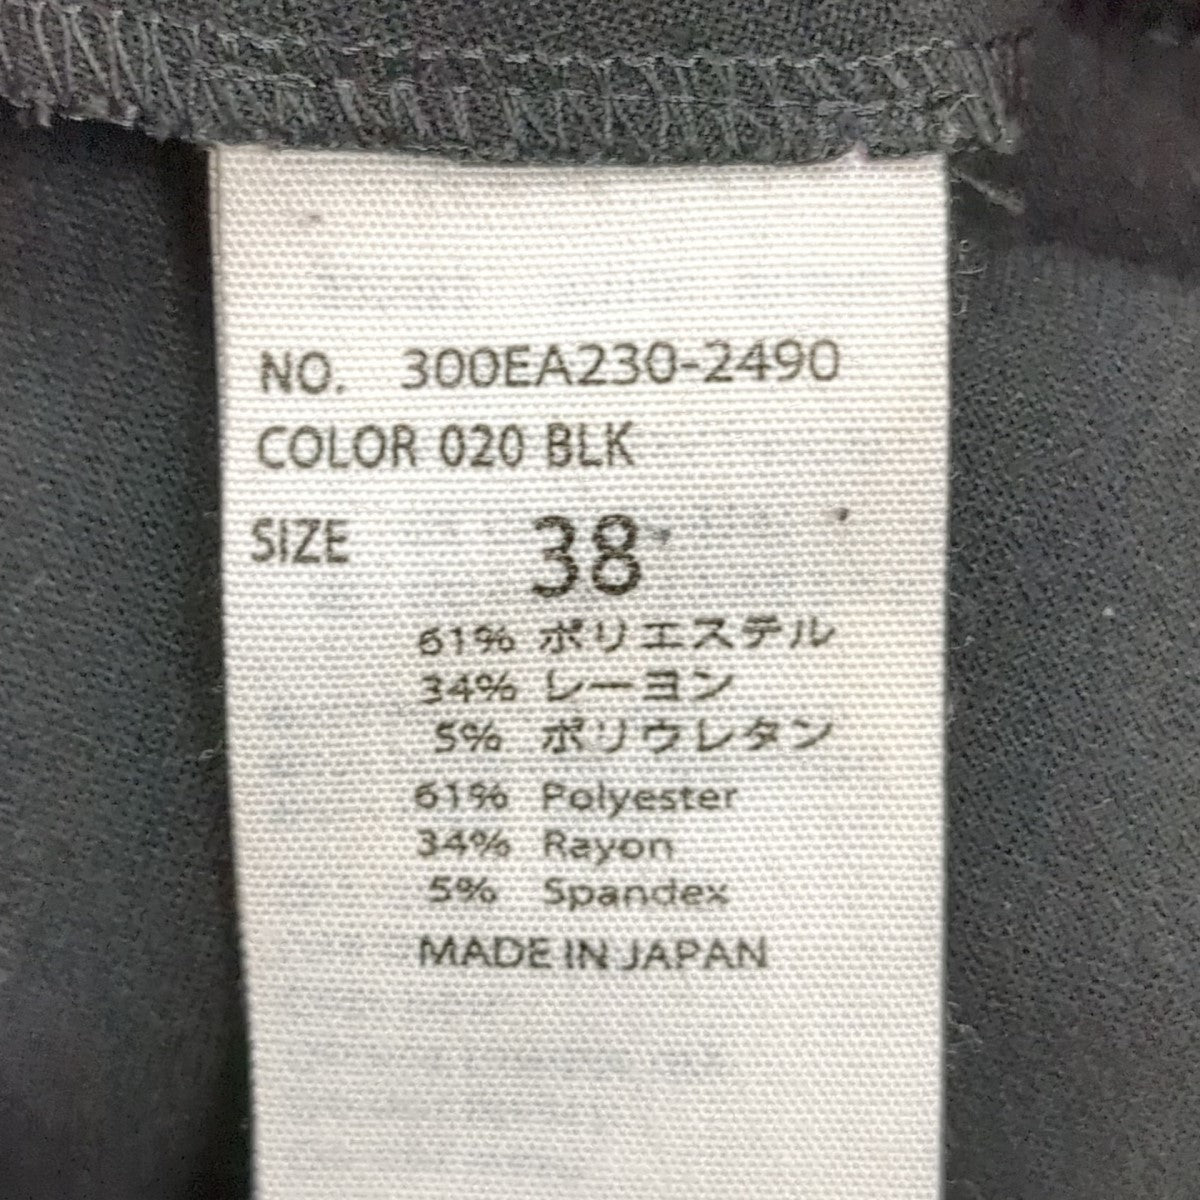 NO. 300EA230-2490
COLOR 020 BLK
SIZE 38
61% ポリエステル
34% レーヨン
5% ポリウレタン
61% Polyester
34% Rayon
5% Spandex
MADE IN JAPAN